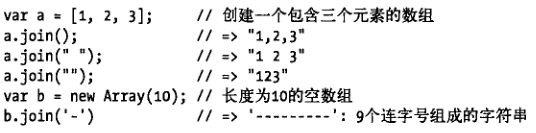 var a = [1, 2, 3];     // 创建一个包含三个元素的数组
a.join();              // => "1,2,3"
a.join(" ");           // => "1 2 3"
a.join("");            // => "123"
var b = new Array(10); // 长度为10的空数组
b.join('-')            // => '---------': 9个连字号组成的字符串